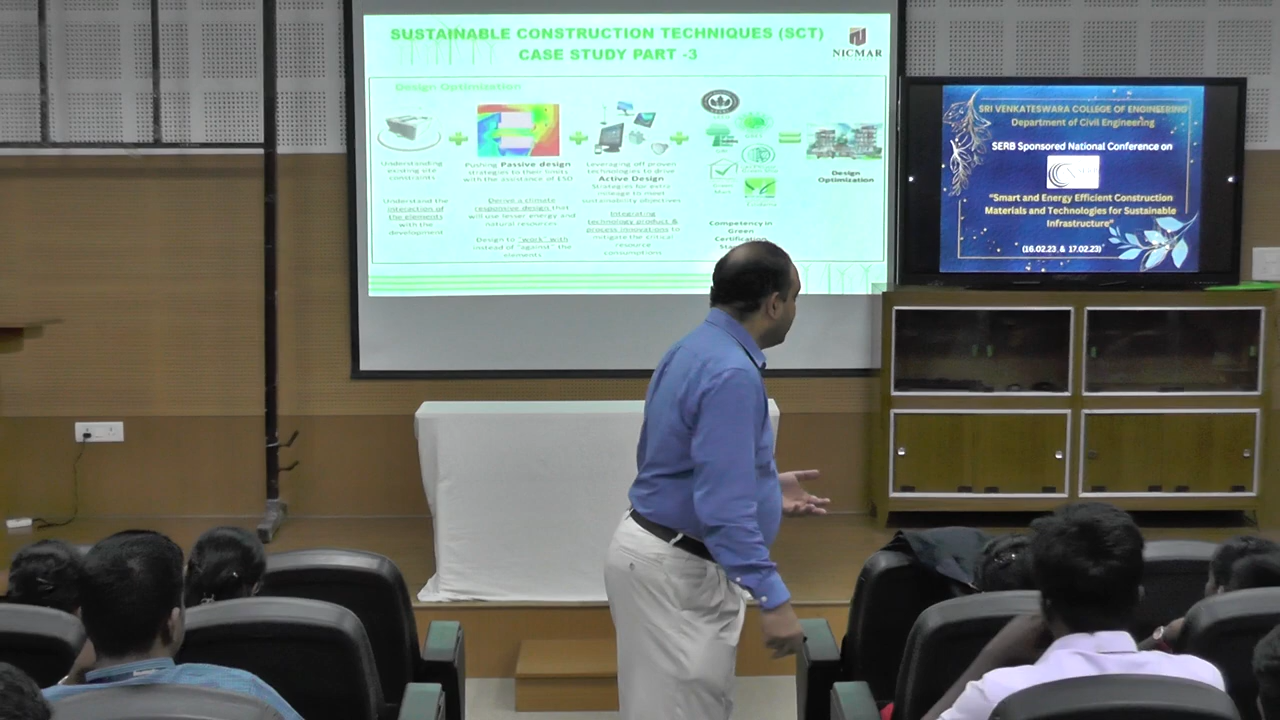 SUSTAINABLE CONSTRUCTION TECHNIQUES (SCT)
CASE STUDY PART -3
NICMAR
Design Optimization
Understanding
existing site
constraints
Understand the
interaction of
the elements
with the
development
Pushing Passive design
strategies to their limits
with the assistance of ESD
Derive a climate
responsive design that
will use lesser energy and
natural resources
Design to "work" with
instead of "against" the
elements
Leveraging off proven
technologies to drive
Active Design
Strategies for extra
mileage to meet
sustainability objectives
Integrating
technology product &
process innovations to
mitigate the critical
resource
consumptions
Competency in
Green
Design
Optimization
SRI VENKATESWARA COLLEGE OF ENGINEERING
Department of Civil Engineering
SERB Sponsored National Conference on
"Smart and Energy Efficient Construction
Materials and Technologies for Sustainable
Infrastructure"
(16.02.23 & 17.02.23)